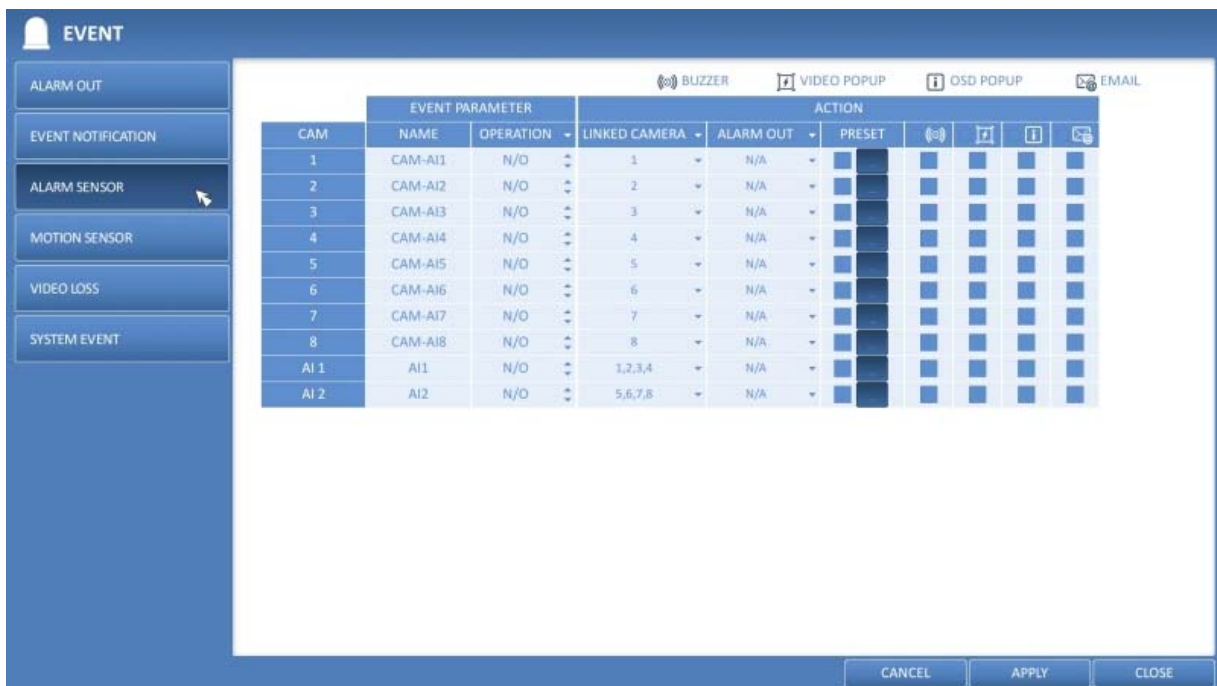 EVENT
ALARM OUT
EVENT NOTIFICATION
ALARM SENSOR
MOTION SENSOR
VIDEO LOSS
SYSTEM EVENT
BUZZER VIDEO POPUP OSD POPUP EMAIL
EVENT PARAMETER ACTION
CAM NAME OPERATION LINKED CAMERA ALARM OUT PRESET
1 CAM-AI1 N/O 1 N/A
2 CAM-AI2 N/O 2 N/A
3 CAM-AI3 N/O 3 N/A
4 CAM-AI4 N/O 4 N/A
5 CAM-AI5 N/O 5 N/A
6 CAM-AI6 N/O 6 N/A
7 CAM-AI7 N/O 7 N/A
8 CAM-AI8 N/O 8 N/A
AI 1 AI1 N/O 1,2,3,4 N/A
AI 2 AI2 N/O 5,6,7,8 N/A
CANCEL APPLY CLOSE